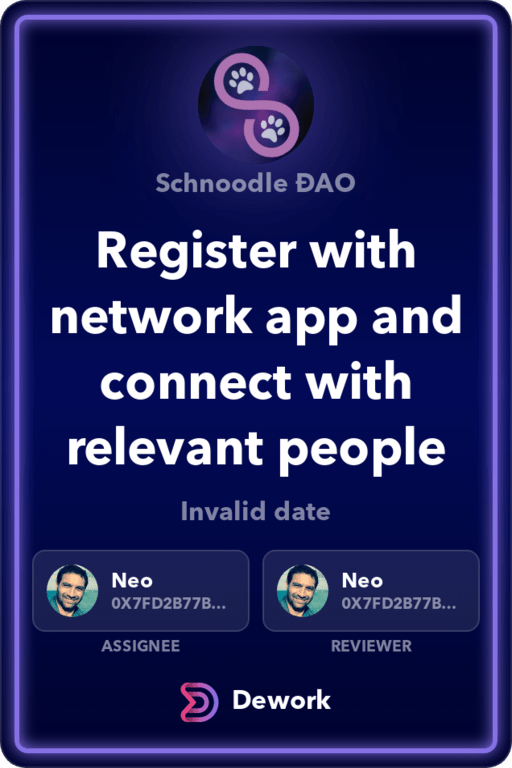 Schnoodle ÐAO
Register with
network app and
connect with
relevant people
Invalid date
Neo
0X7FD2B77B...
ASSIGNEE
Neo
0X7FD2B77B...
REVIEWER
Dework